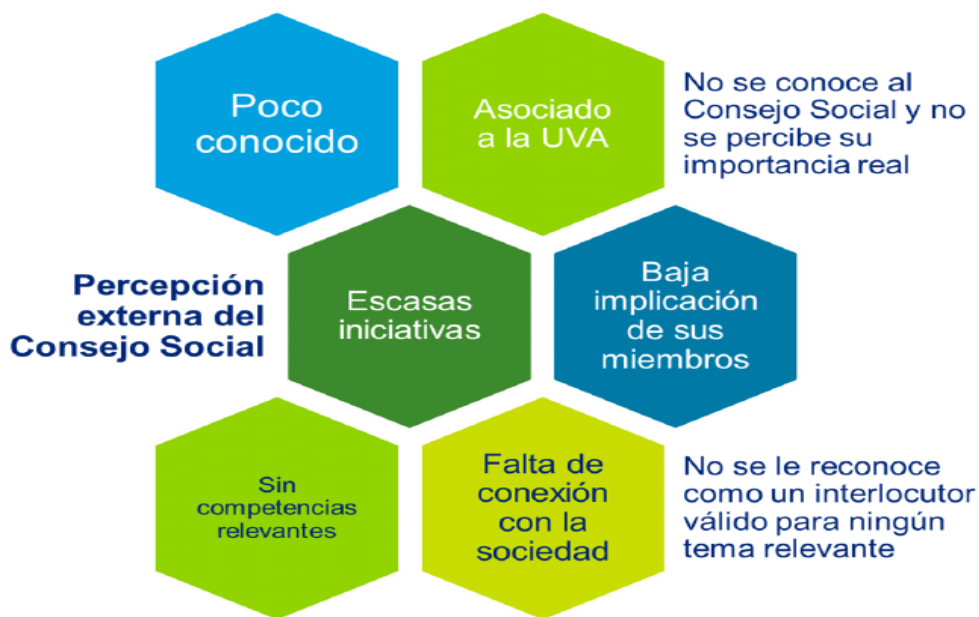 Poco
conocido
Asociado
a la UVA
No se conoce al
Consejo Social y no
se percibe su
importancia real
Percepción
externa del
Consejo Social
Escasas
iniciativas
Baja
implicación
de sus
miembros
Sin
competencias
relevantes
Falta de
conexión
con la
sociedad
No se le reconoce
como un interlocutor
válido para ningún
tema relevante